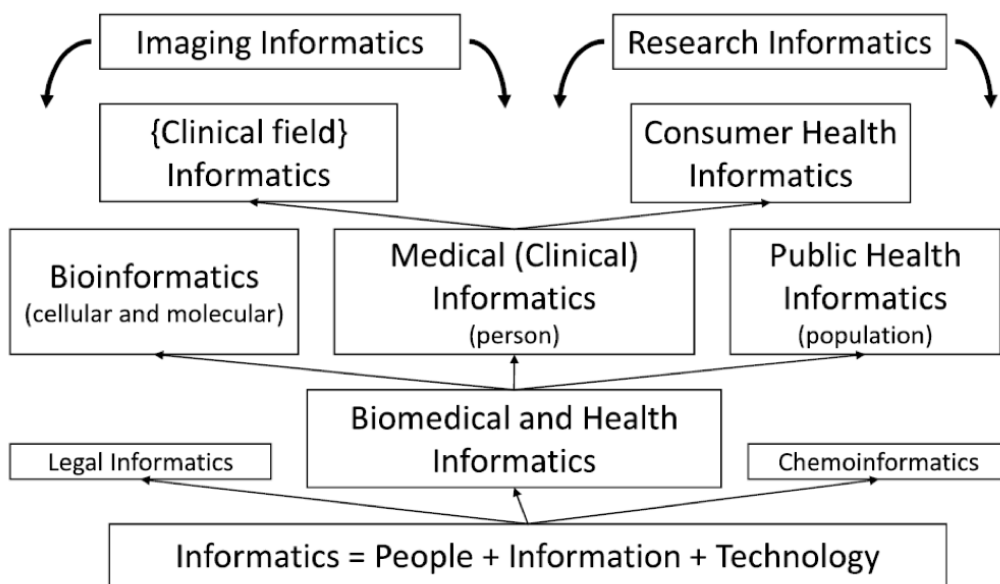 Imaging Informatics
Research Informatics
{Clinical field}
Informatics
Consumer Health
Informatics
Bioinformatics
(cellular and molecular)
Medical (Clinical)
Informatics
(person)
Public Health
Informatics
(population)
Biomedical and Health
Informatics
Legal Informatics
Chemoinformatics
Informatics = People + Information + Technology